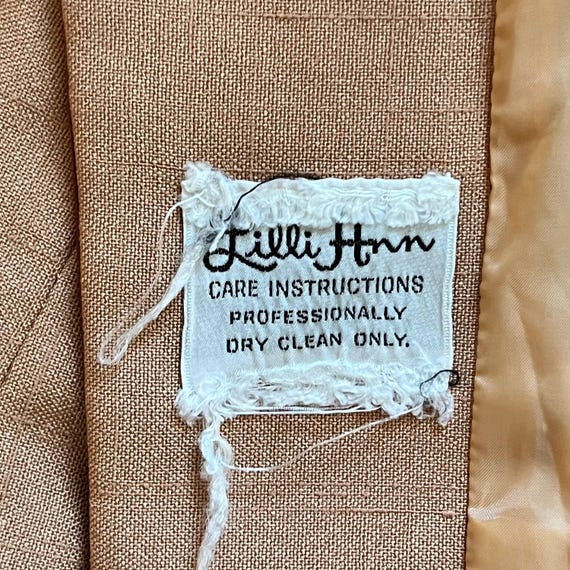 Lilli Ann
CARE INSTRUCTIONS
PROFESSIONALLY
DRY CLEAN ONLY.